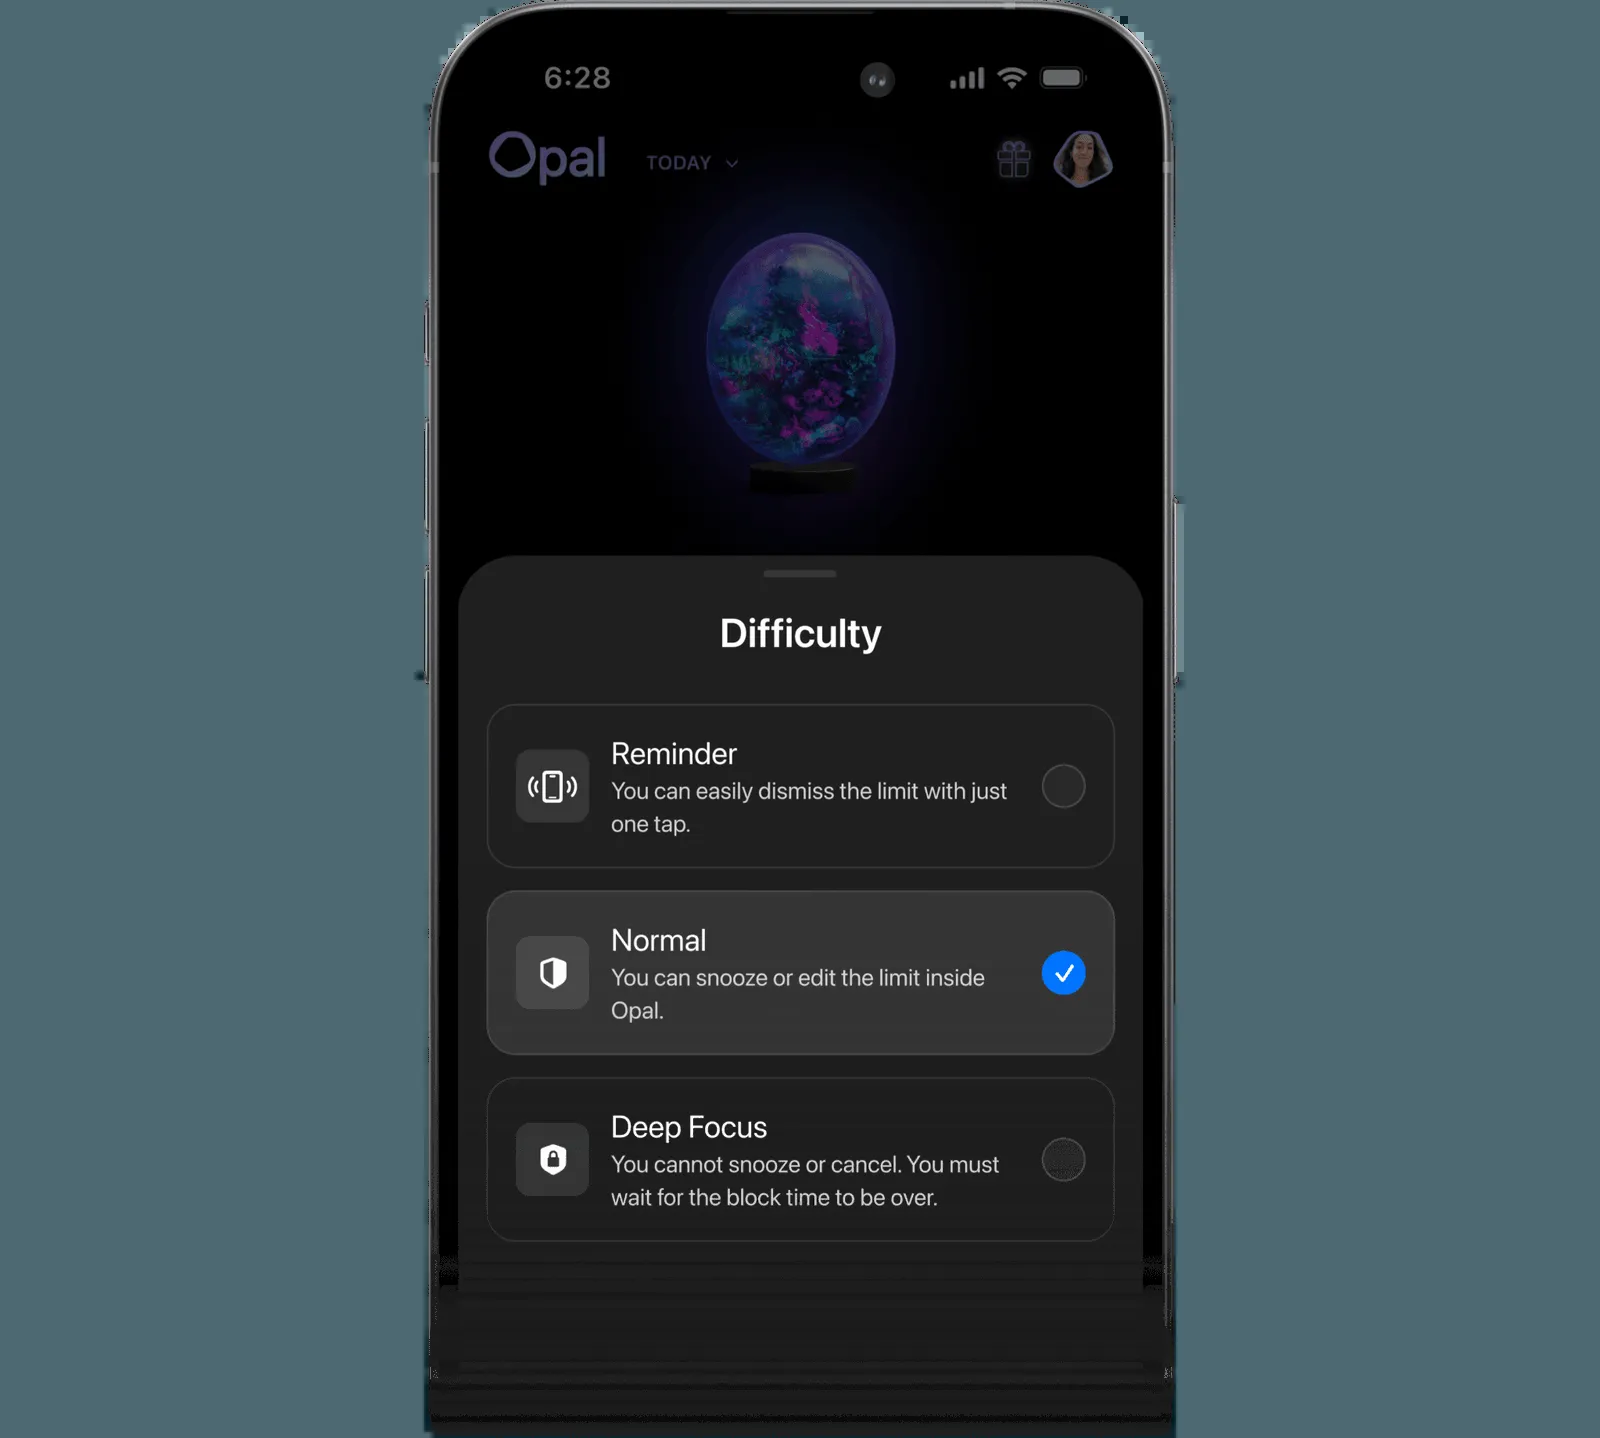 6:28
Opal
TODAY
Difficulty
Reminder
You can easily dismiss the limit with just
one tap.
Normal
You can snooze or edit the limit inside
Opal.
Deep Focus
You cannot snooze or cancel. You must
wait for the block time to be over.